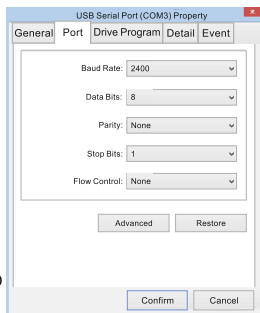 USB Serial Port (COM3) Property
General Port Drive Program Detail Event
Baud Rate: 2400
Data Bits: 8
Parity: None
Stop Bits: 1
Flow Control: None
Advanced Restore
Confirm Cancel